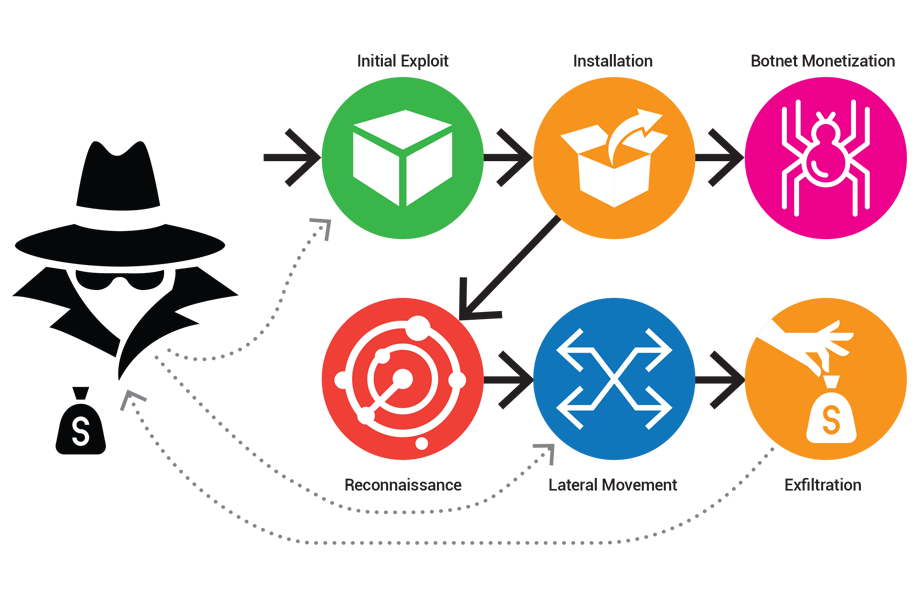 Initial Exploit
Installation
Botnet Monetization
Reconnaissance
Lateral Movement
Exfiltration
S
S